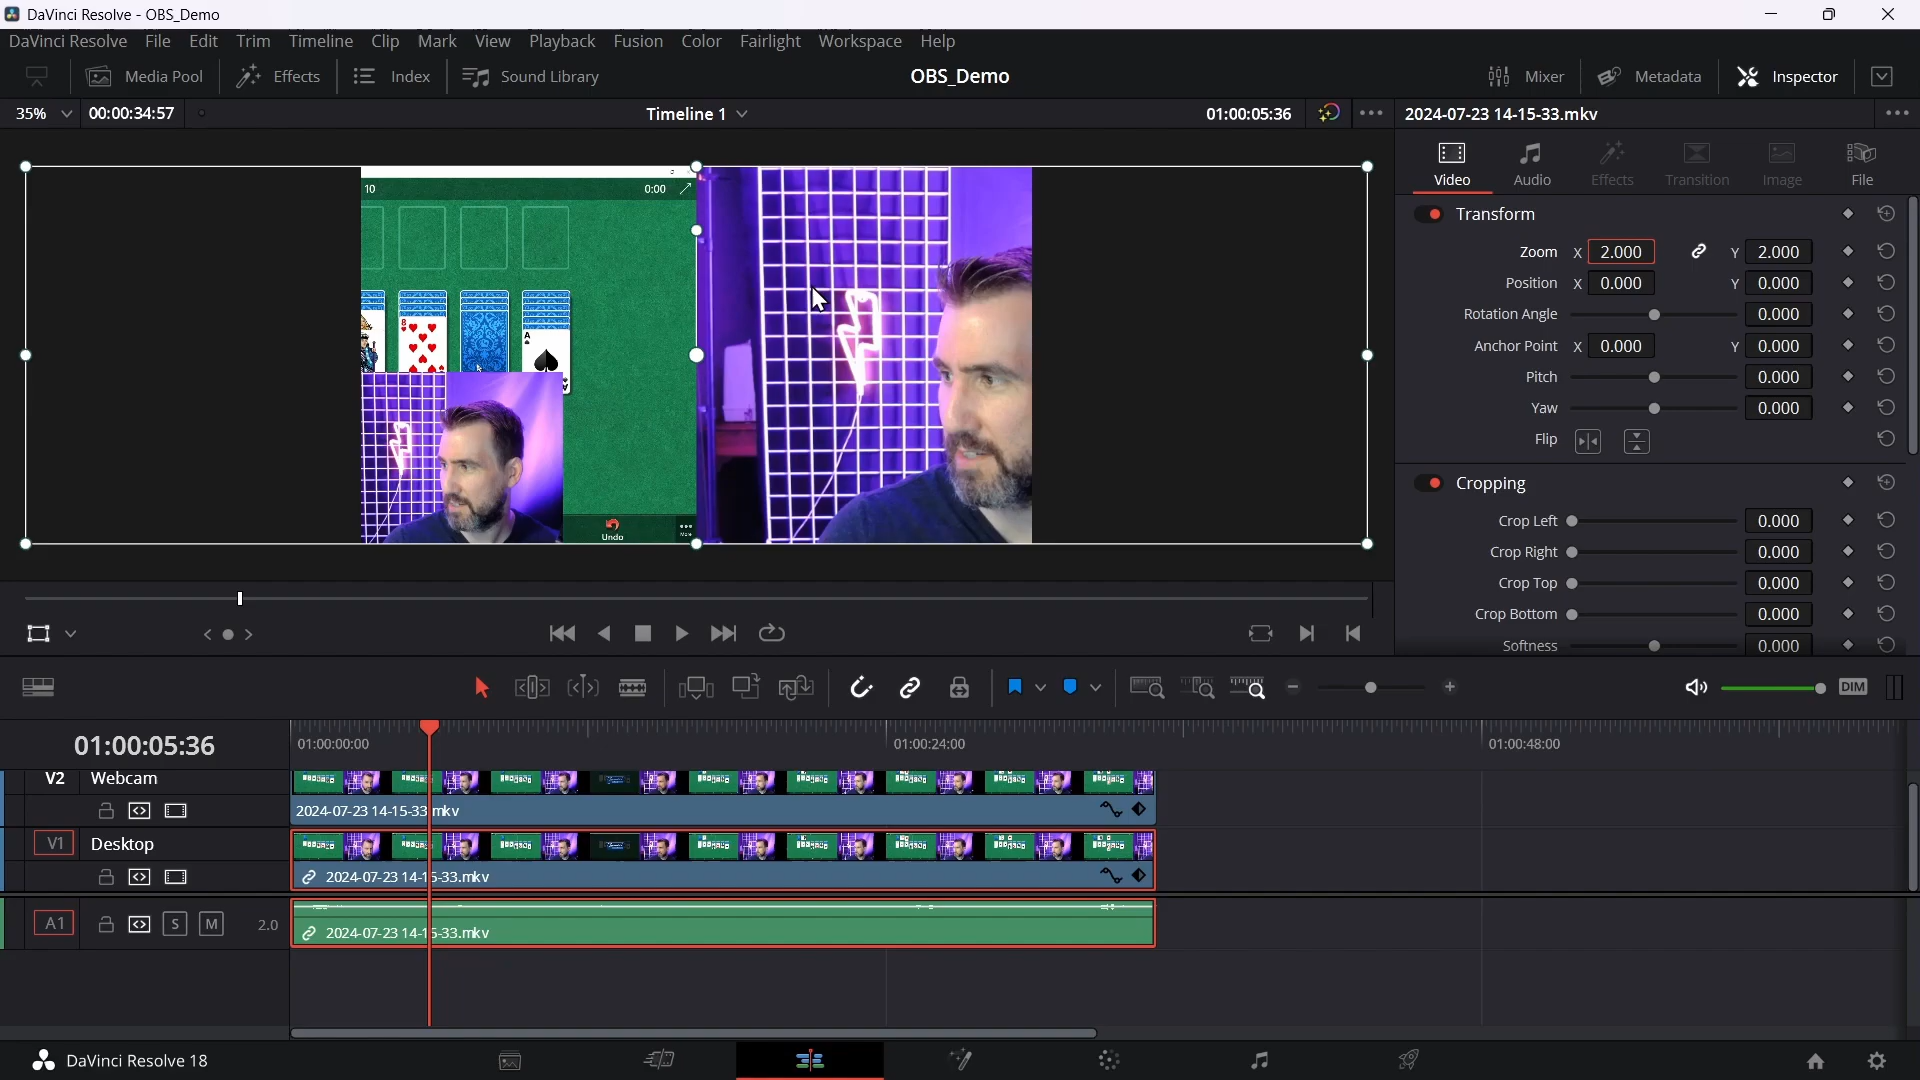 DaVinci Resolve - OBS_Demo
DaVinci Resolve File Edit Trim Timeline Clip Mark View Playback Fusion Color Fairlight Workspace Help
Media Pool Effects Index Sound Library OBS_Demo Mixer Metadata Inspector
35% 00:00:34:57 Timeline 1 01:00:05:36 2024-07-23 14-15-33.mkv
Video Audio Effects Transition Image File
10 0:00
Transform
Zoom X 2.000 Y 2.000
Position X 0.000 Y 0.000
Rotation Angle 0.000
Anchor Point X 0.000 Y 0.000
Pitch 0.000
Yaw 0.000
Flip
8
A
A
Undo
More
Cropping
Crop Left 0.000
Crop Right 0.000
Crop Top 0.000
Crop Bottom 0.000
Softness 0.000
DIM
01:00:05:36 01:00:00:00 01:00:24:00 01:00:48:00
V2 Webcam
2024-07-23 14-15-33.mkv
V1 Desktop
2024-07-23 14-15-33.mkv
A1 S M 2.0
2024-07-23 14-15-33.mkv
DaVinci Resolve 18